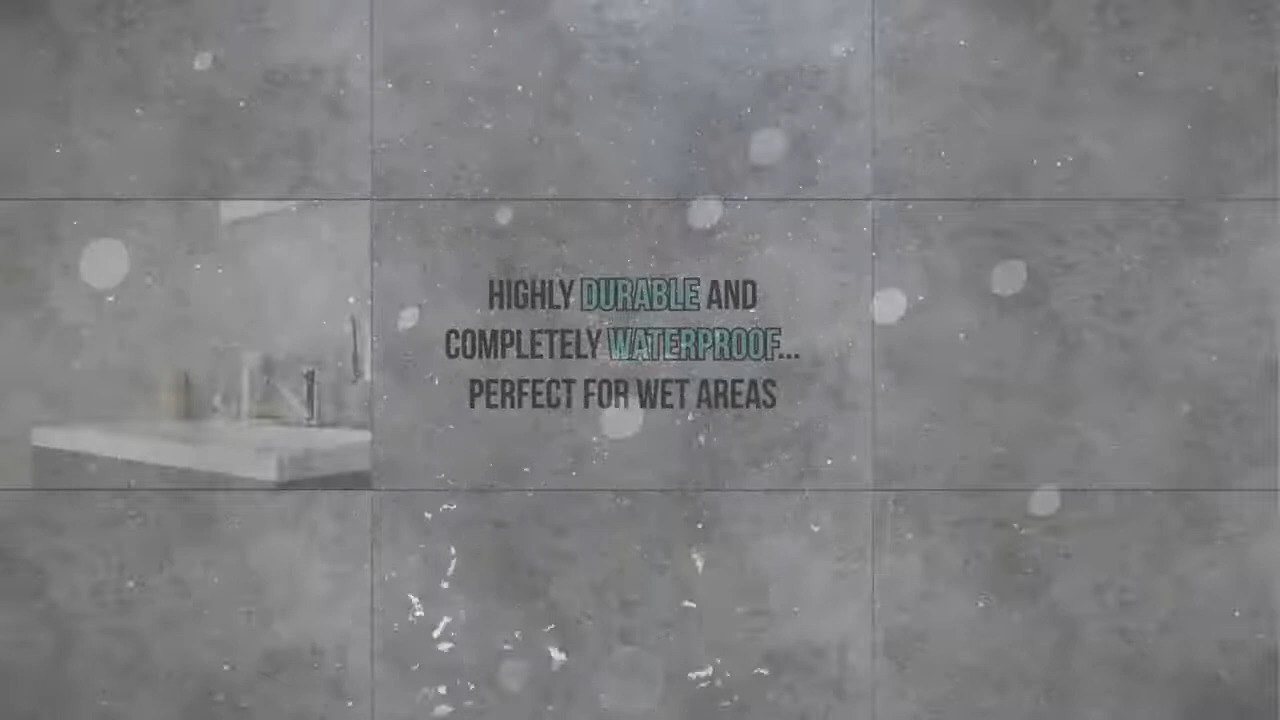 HIGHLY DURABLE AND
COMPLETELY WATERPROOF...
PERFECT FOR WET AREAS